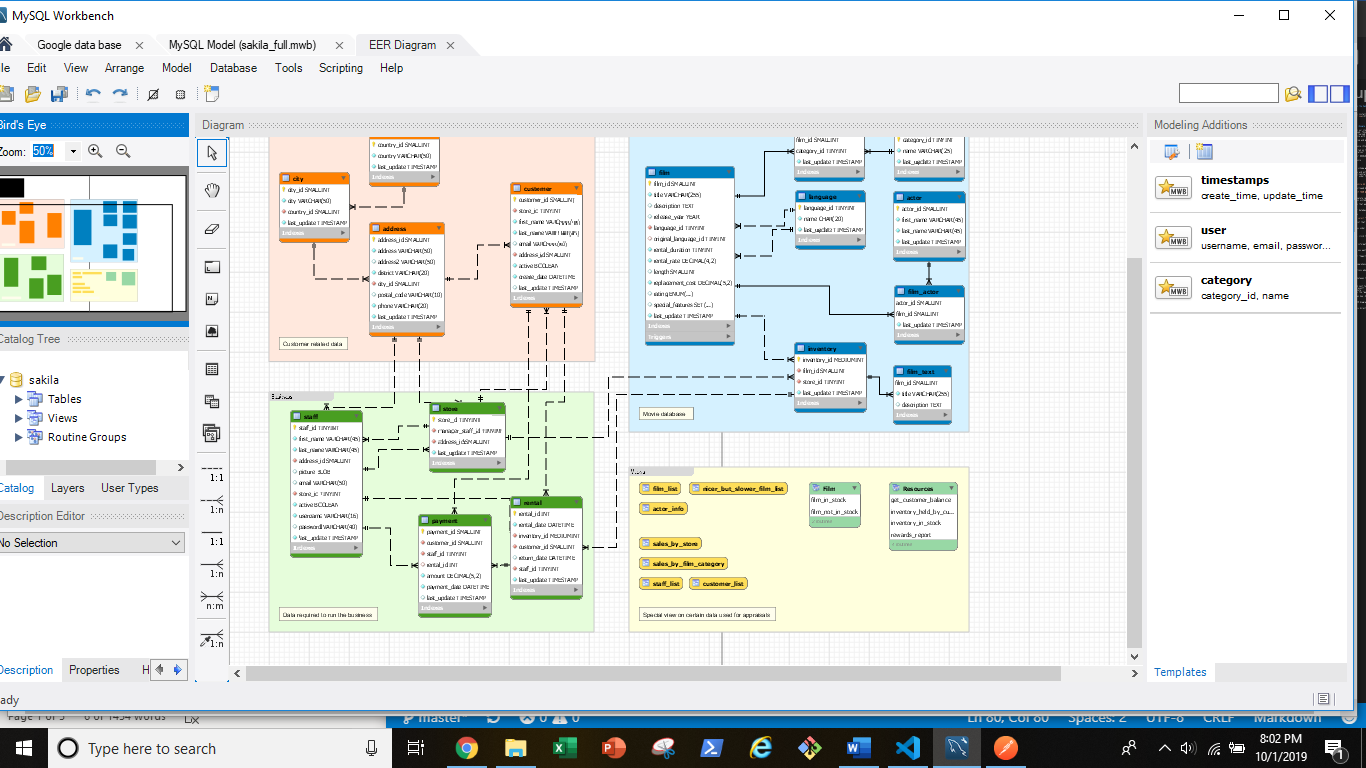 MySQL Workbench
Google data base
MySQL Model (sakila_full.mwb)
EER Diagram
le Edit View Arrange Model Database Tools Scripting Help
Bird's Eye
Zoom: 50%
Diagram
Modeling Additions
timestamps
create_time, update_time
user
username, email, passwor...
category
category_id, name
Templates
Catalog Tree
sakila
Tables
Views
Routine Groups
Catalog Layers User Types
Description Editor
No Selection
Description Properties H
ady
1:1
1:n
1:1
1:n
n:m
1:n
country_id SMALLINT
country VARCHAR(50)
last_update TIMESTAMP
Indexes
city
city_id SMALLINT
city VARCHAR(50)
country_id SMALLINT
last_update TIMESTAMP
Indexes
address
address_id SMALLINT
address VARCHAR(50)
address2 VARCHAR(50)
district VARCHAR(20)
city_id SMALLINT
postal_code VARCHAR(10)
phone VARCHAR(20)
last_update TIMESTAMP
Indexes
customer
customer_id SMALLINT
store_id TINYINT
first_name VARCHAR(45)
last_name VARCHAR(45)
email VARCHAR(50)
address_id SMALLINT
active BOOLEAN
create_date DATETIME
last_update TIMESTAMP
Indexes
Customer related data
film
film_id SMALLINT
title VARCHAR(255)
description TEXT
release_year YEAR
language_id TINYINT
original_language_id TINYINT
rental_duration TINYINT
rental_rate DECIMAL(4,2)
length SMALLINT
replacement_cost DECIMAL(5,2)
rating ENUM(...)
special_features SET(...)
last_update TIMESTAMP
Indexes
Triggers
film_id SMALLINT
category_id TINYINT
last_update TIMESTAMP
Indexes
category_id TINYINT
name VARCHAR(25)
last_update TIMESTAMP
Indexes
language
language_id TINYINT
name CHAR(20)
last_update TIMESTAMP
Indexes
actor
actor_id SMALLINT
first_name VARCHAR(45)
last_name VARCHAR(45)
last_update TIMESTAMP
Indexes
film_actor
actor_id SMALLINT
film_id SMALLINT
last_update TIMESTAMP
Indexes
inventory
inventory_id MEDIUMINT
film_id SMALLINT
store_id TINYINT
last_update TIMESTAMP
Indexes
film_text
film_id SMALLINT
title VARCHAR(255)
description TEXT
Indexes
Movie database
Business
staff
staff_id TINYINT
first_name VARCHAR(45)
last_name VARCHAR(45)
address_id SMALLINT
picture BLOB
email VARCHAR(50)
store_id TINYINT
active BOOLEAN
username VARCHAR(16)
password VARCHAR(40)
last_update TIMESTAMP
Indexes
store
store_id TINYINT
manager_staff_id TINYINT
address_id SMALLINT
last_update TIMESTAMP
Indexes
payment
payment_id SMALLINT
customer_id SMALLINT
staff_id TINYINT
rental_id INT
amount DECIMAL(5,2)
payment_date DATETIME
last_update TIMESTAMP
Indexes
rental
rental_id INT
rental_date DATETIME
inventory_id MEDIUMINT
customer_id SMALLINT
return_date DATETIME
staff_id TINYINT
last_update TIMESTAMP
Indexes
Data required to run the business
Views
film_list
nicer_but_slower_film_list
actor_info
sales_by_store
sales_by_film_category
staff_list
customer_list
Film
film_in_stock
film_not_in_stock
Resources
get_customer_balance
inventory_held_by_cu...
inventory_in_stock
rewards_report
Special view on certain data used for appraisals
master*
0 0
Ln 80, Col 80 Spaces: 2 UTF-8 CRLF Markdown
Type here to search
8:02 PM
10/1/2019
1